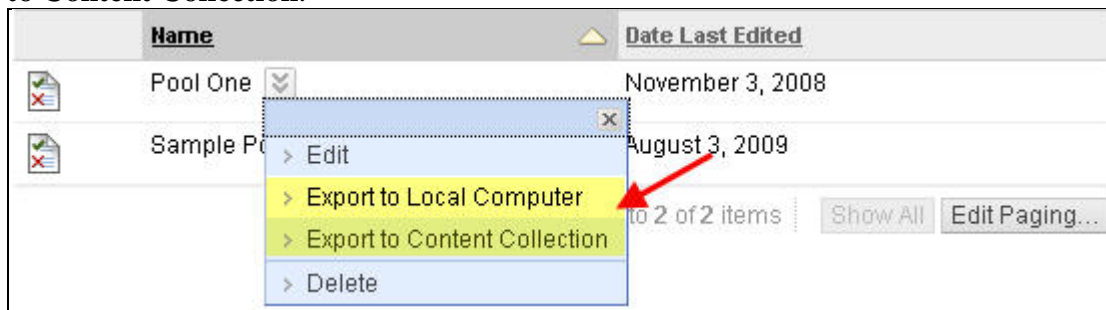 Name Date Last Edited
Pool One November 3, 2008
Sample Po August 3, 2009
> Edit
> Export to Local Computer
to 2 of 2 items Show All Edit Paging...
> Export to Content Collection
> Delete